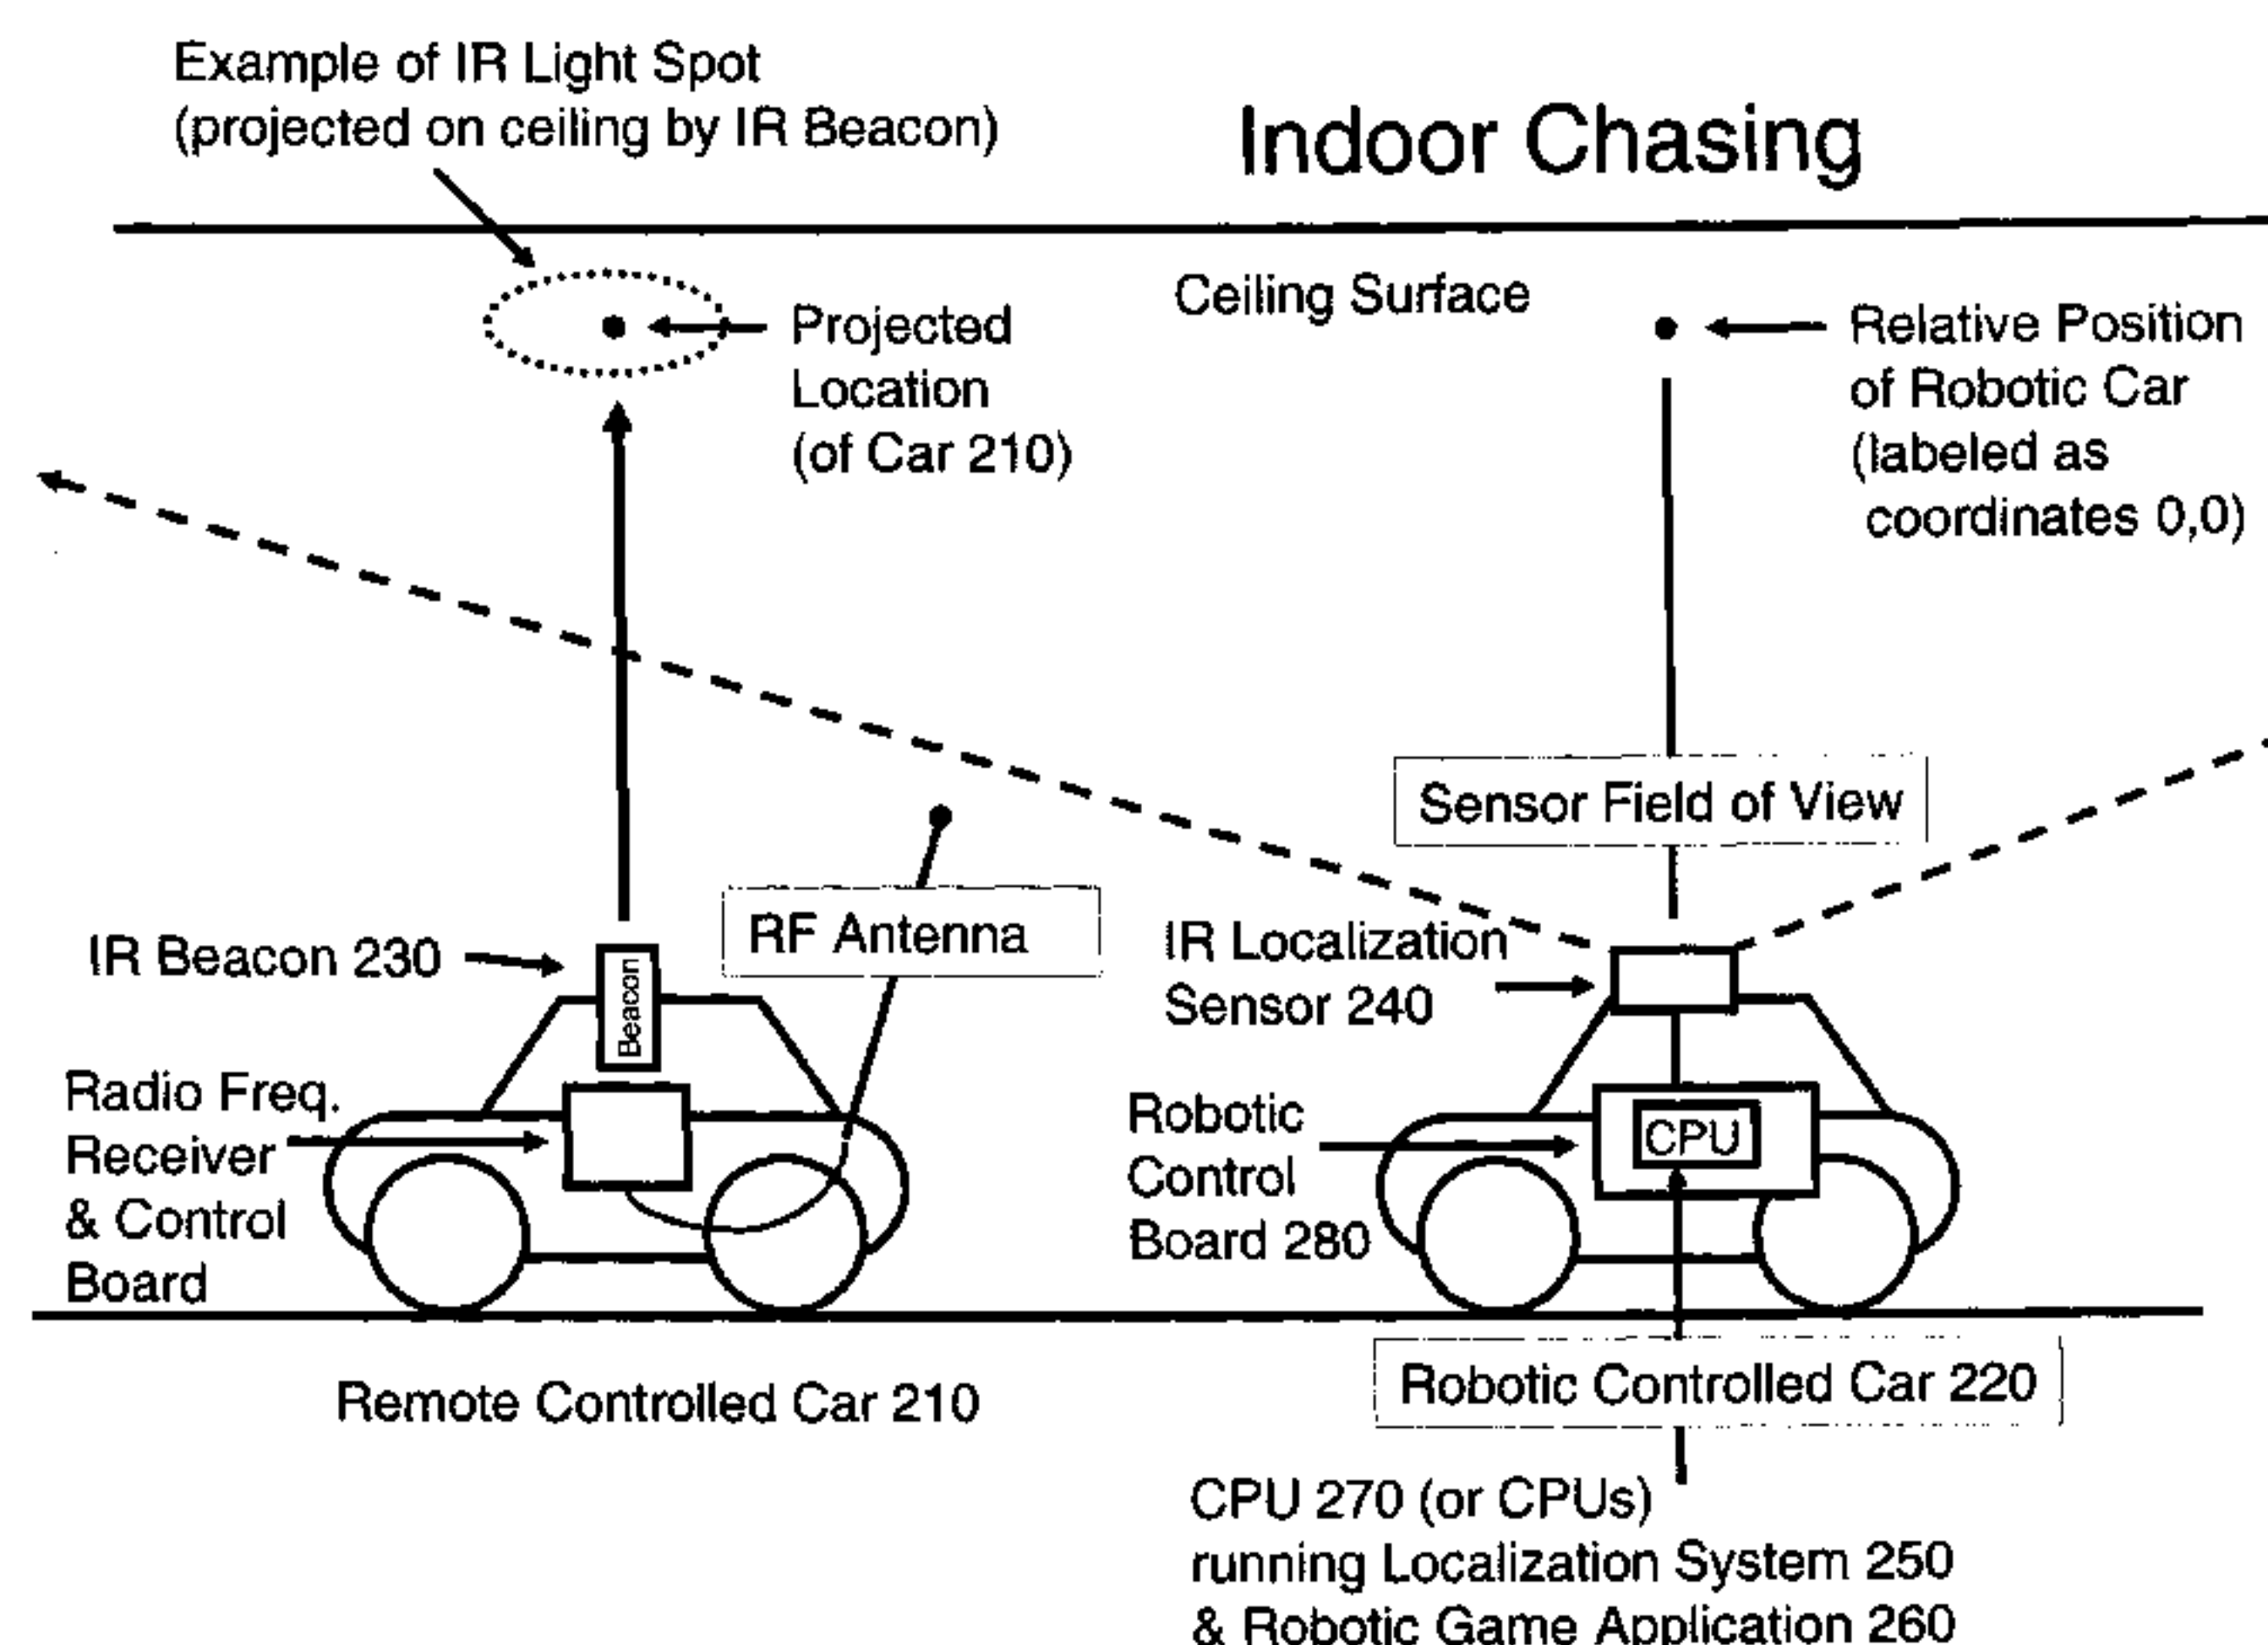 Example of IR Light Spot
(projected on ceiling by IR Beacon)
Indoor Chasing
Ceiling Surface
Projected
Location
(of Car 210)
Relative Position
of Robotic Car
(labeled as
coordinates 0,0)
Sensor Field of View
RF Antenna
IR Beacon 230
Beacon
IR Localization
Sensor 240
Radio Freq.
Receiver
& Control
Board
Robotic
Control
Board 280
CPU
Remote Controlled Car 210
Robotic Controlled Car 220
CPU 270 (or CPUs)
running Localization System 250
& Robotic Game Application 260